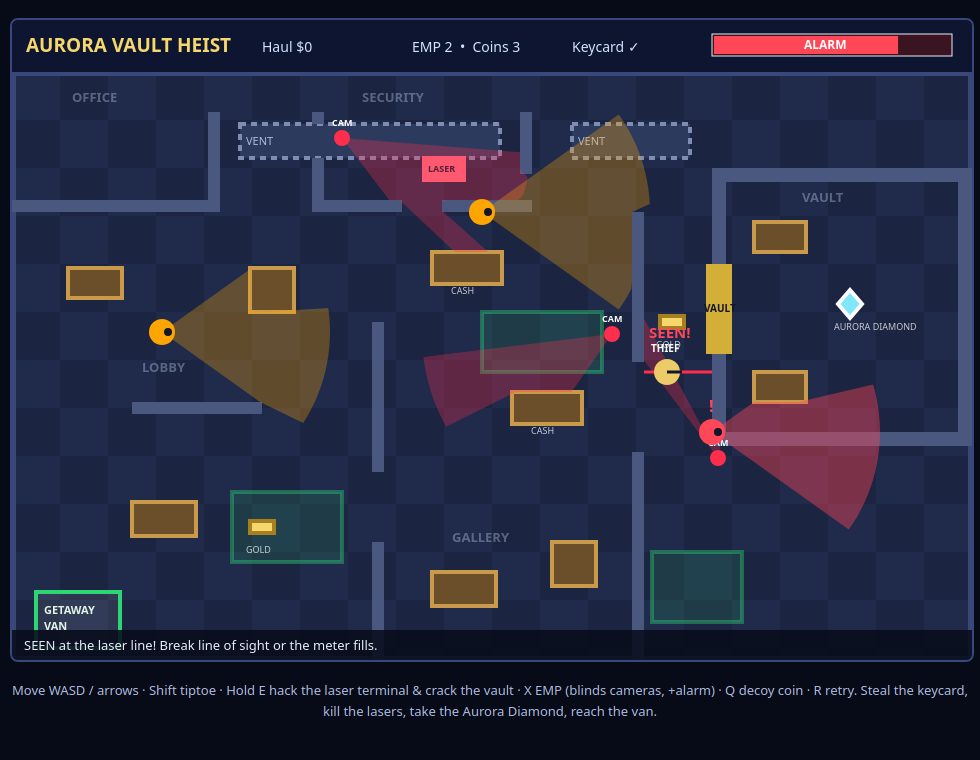 AURORA VAULT HEIST
Haul $0
EMP 2 • Coins 3
Keycard ✓
ALARM
OFFICE
SECURITY
CAM
VENT
VENT
LASER
VAULT
CASH
VAULT
AURORA DIAMOND
CAM
SEEN!
GOLD
THIEF
LOBBY
CASH
!
CAM
GOLD
GALLERY
GETAWAY
VAN
SEEN at the laser line! Break line of sight or the meter fills.
Move WASD / arrows · Shift tiptoe · Hold E hack the laser terminal & crack the vault · X EMP (blinds cameras, +alarm) · Q decoy coin · R retry. Steal the keycard,
kill the lasers, take the Aurora Diamond, reach the van.